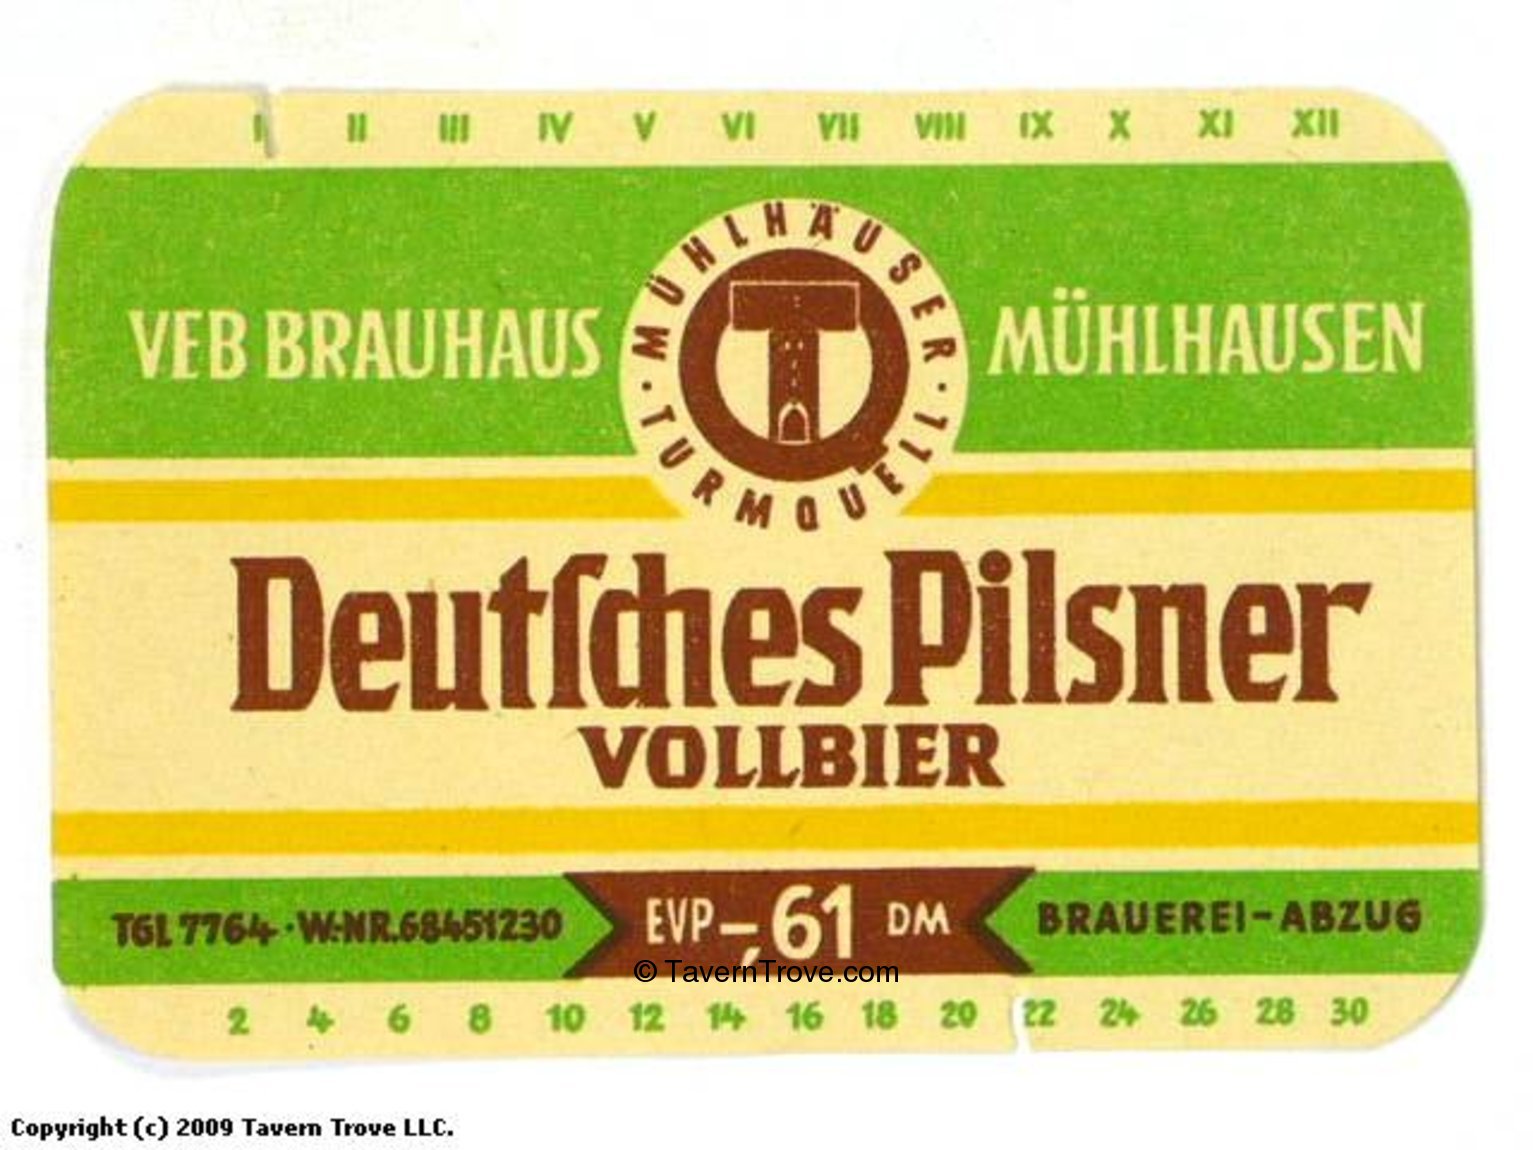 I II III IV V VI VII VIII IX X XI XII
MÜHLHÄUSER
VEB BRAUHAUS MÜHLHAUSEN
· TURMQUELL ·
Deutſches Pilsner
VOLLBIER
TGL 7764 · W.-NR. 68451230 EVP -,61 DM BRAUEREI-ABZUG
© TavernTrove.com
2 4 6 8 10 12 14 16 18 20 22 24 26 28 30
Copyright (c) 2009 Tavern Trove LLC.